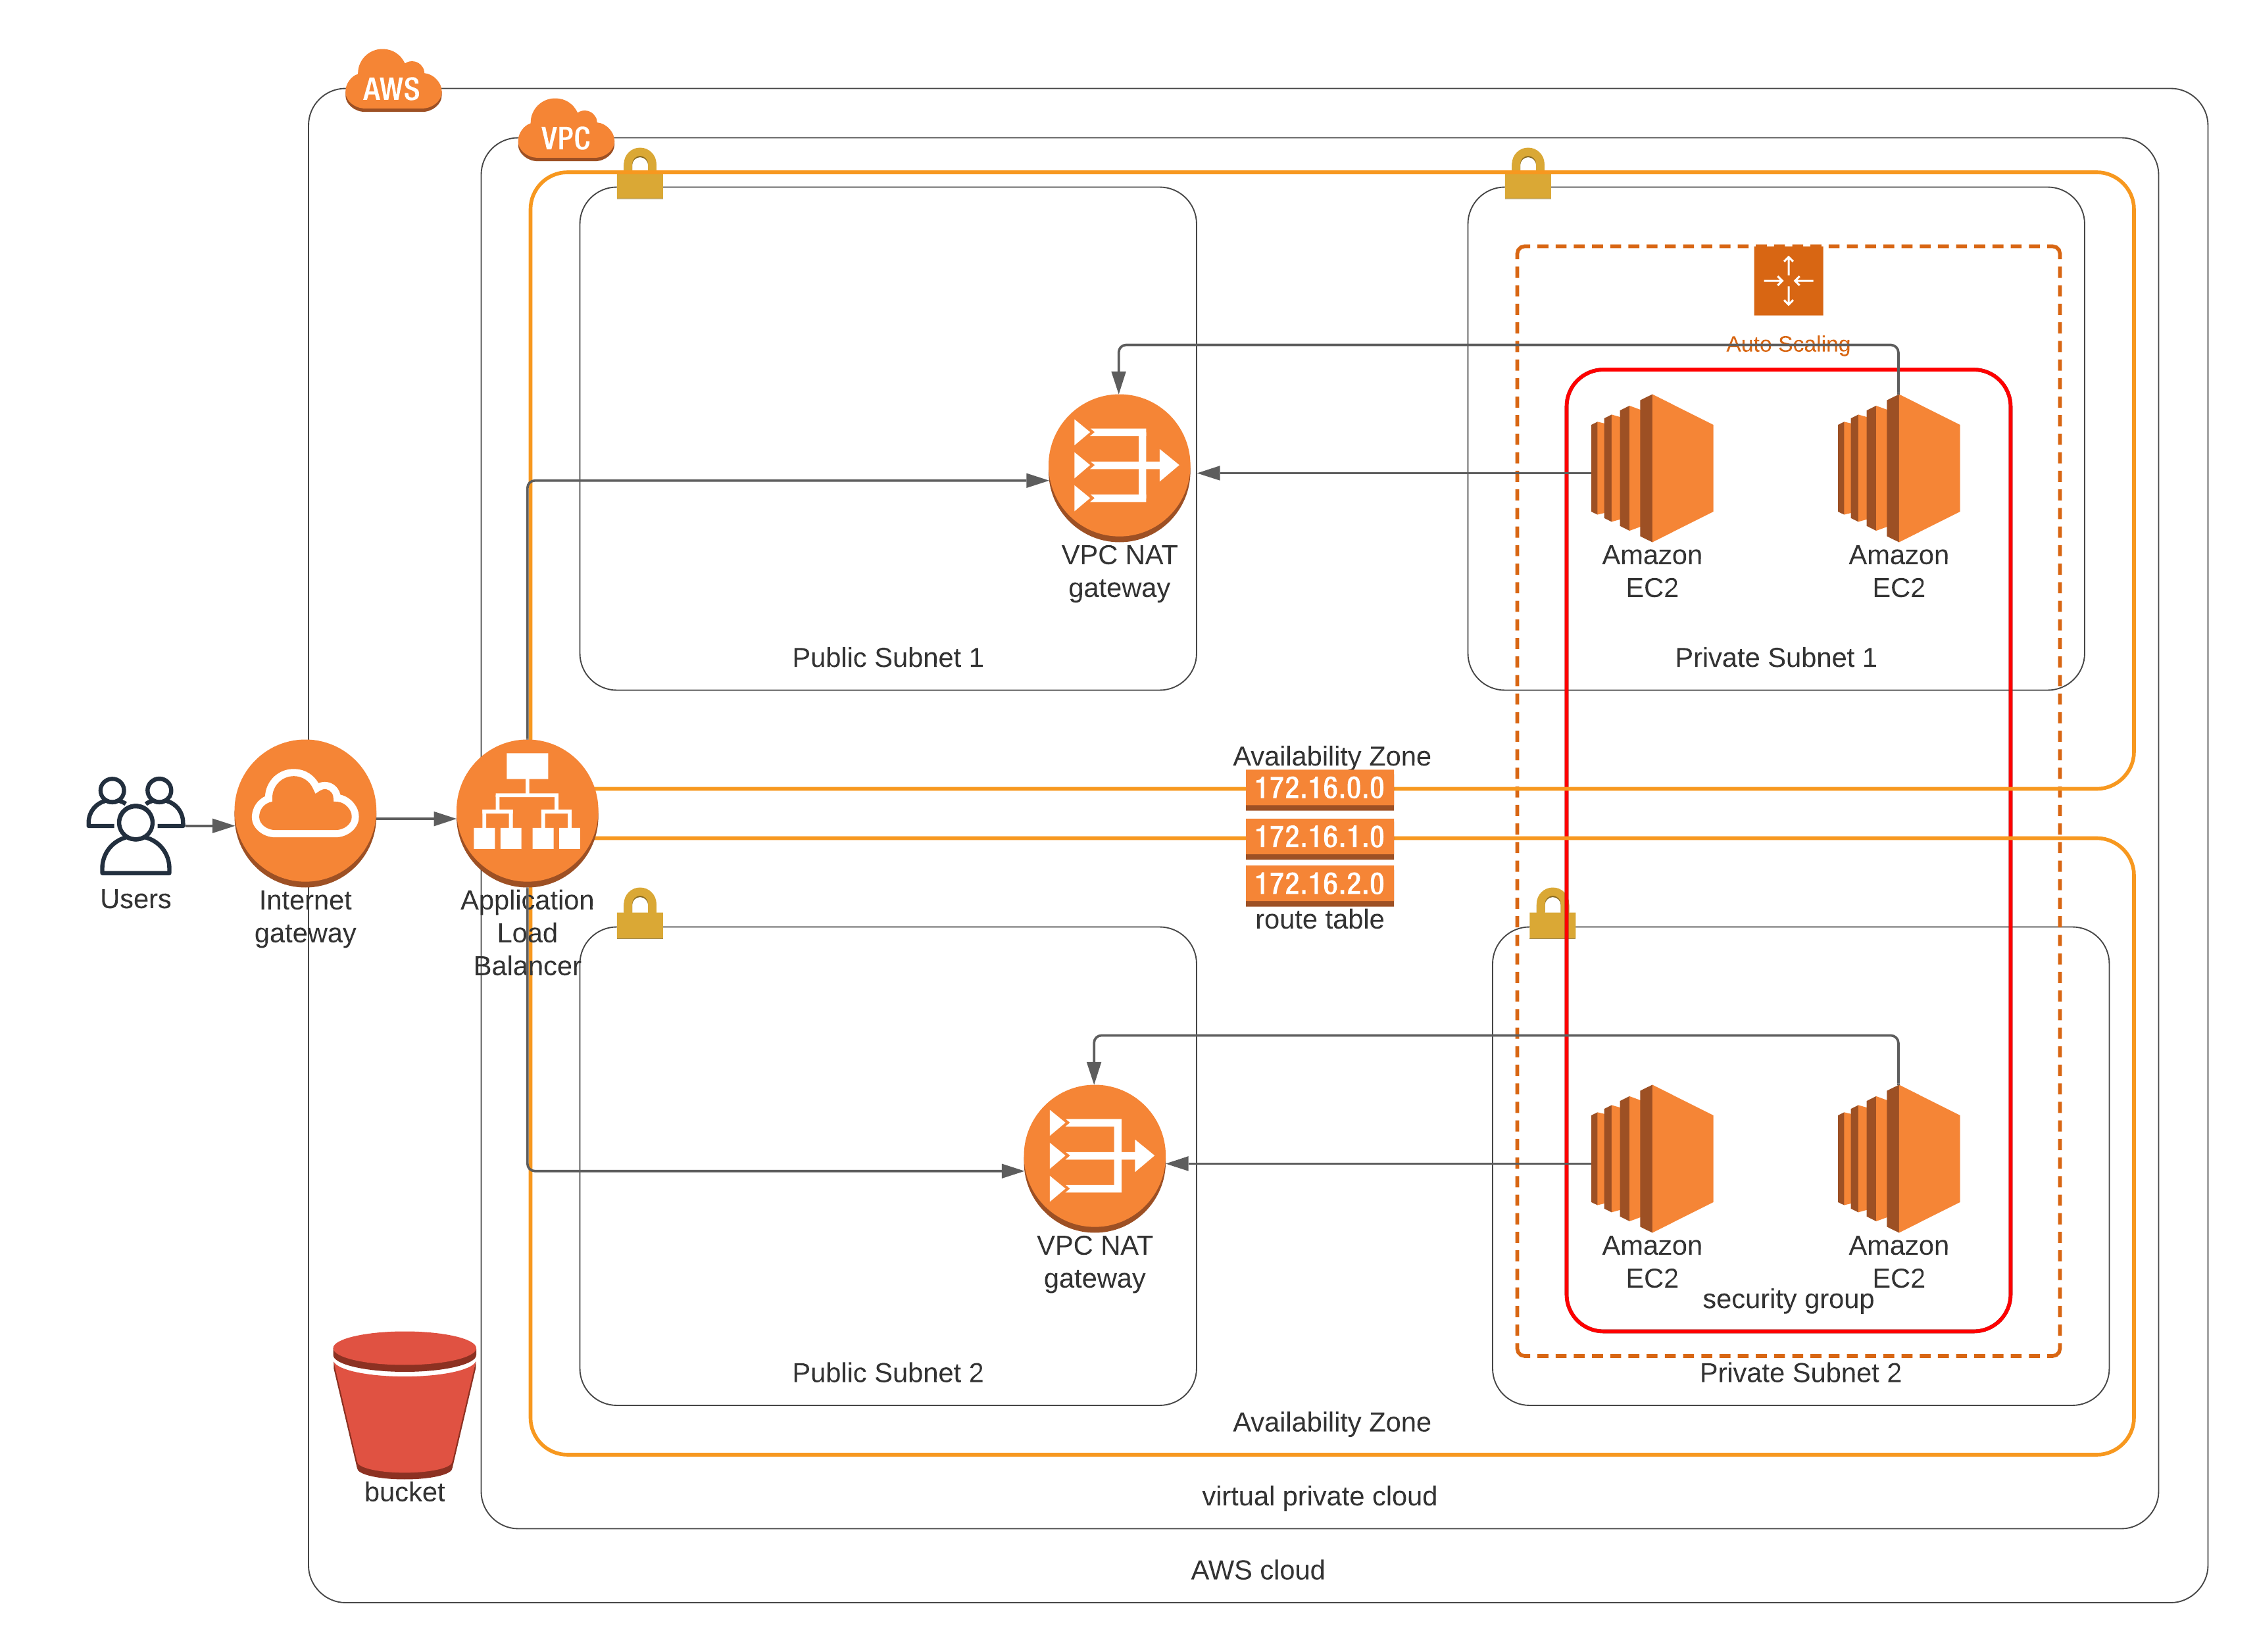 AWS
VPC
Auto Scaling
VPC NAT
gateway
Amazon
EC2
Amazon
EC2
Public Subnet 1
Private Subnet 1
Availability Zone
172.16.0.0
172.16.1.0
172.16.2.0
route table
Users
Internet
gateway
Application
Load
Balancer
VPC NAT
gateway
Amazon
EC2
Amazon
EC2
security group
Public Subnet 2
Private Subnet 2
Availability Zone
bucket
virtual private cloud
AWS cloud